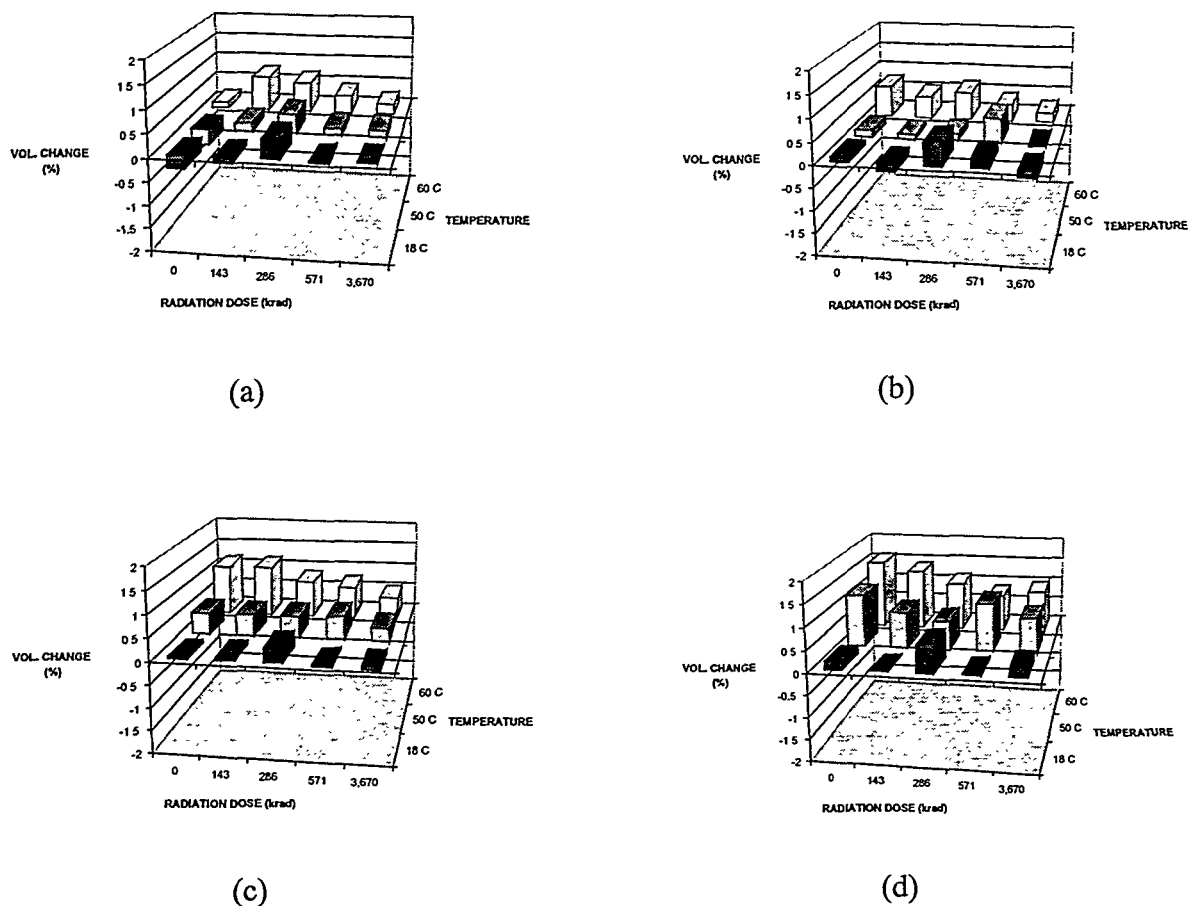 2
1.5
1
0.5
0
-0.5
-1
-1.5
-2
VOL. CHANGE
(%)
60 C
50 C
18 C
TEMPERATURE
0 143 286 571 3,670
RADIATION DOSE (krad)
(a)
2
1.5
1
0.5
0
-0.5
-1
-1.5
-2
VOL. CHANGE
(%)
60 C
50 C
18 C
TEMPERATURE
0 143 286 571 3,670
RADIATION DOSE (krad)
(b)
2
1.5
1
0.5
0
-0.5
-1
-1.5
-2
VOL. CHANGE
(%)
60 C
50 C
18 C
TEMPERATURE
0 143 286 571 3,670
RADIATION DOSE (krad)
(c)
2
1.5
1
0.5
0
-0.5
-1
-1.5
-2
VOL. CHANGE
(%)
60 C
50 C
18 C
TEMPERATURE
0 143 286 571 3,670
RADIATION DOSE (krad)
(d)